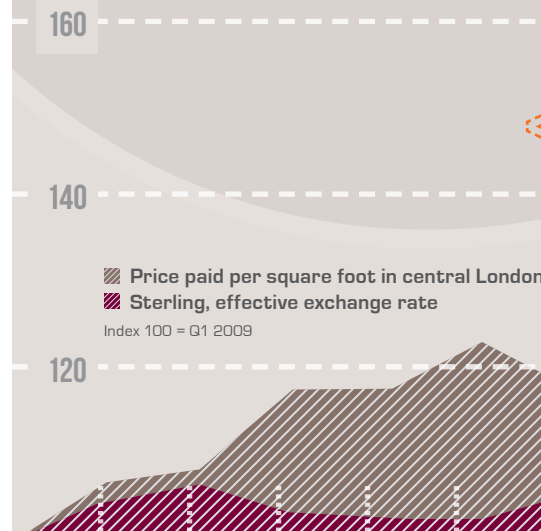 160
140
Price paid per square foot in central London
Sterling, effective exchange rate
Index 100 = Q1 2009
120